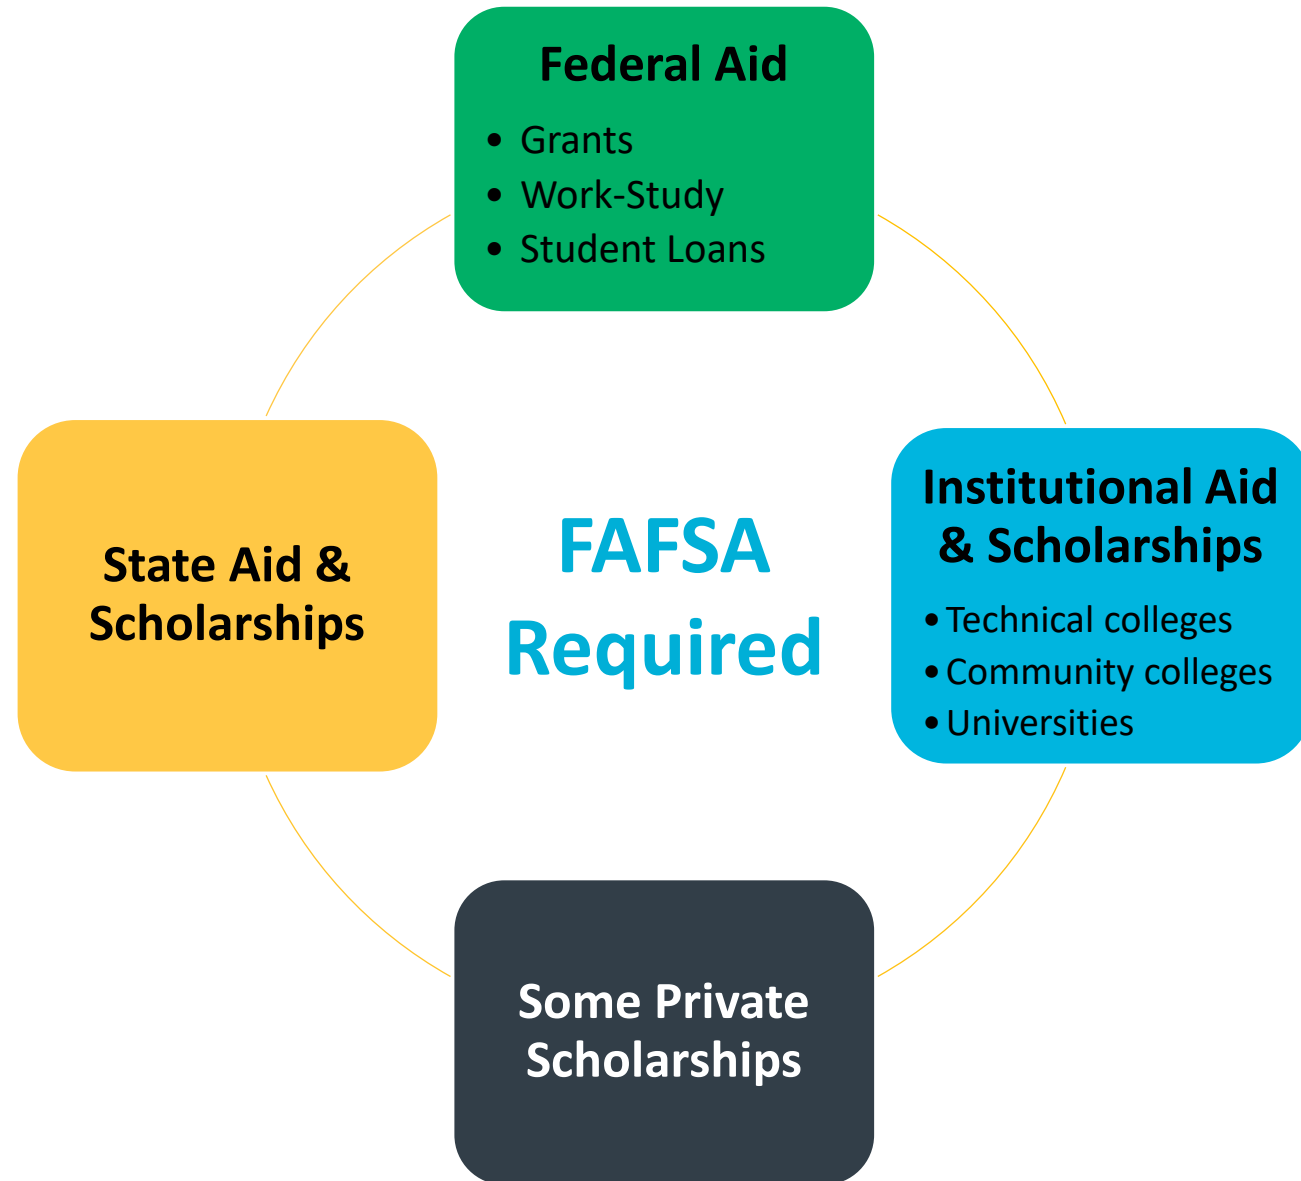 Federal Aid
• Grants
• Work-Study
• Student Loans
State Aid &
Scholarships
FAFSA
Required
Institutional Aid
& Scholarships
• Technical colleges
• Community colleges
• Universities
Some Private
Scholarships